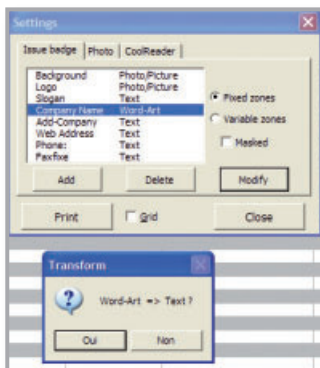 Settings
Issue badge Photo CoolReader
Background Photo/Picture
Logo Photo/Picture
Slogan Text
Company Name Word-Art
Add-Company Text
Web Address Text
Phone: Text
Faxfixe Text
Fixed zones
Variable zones
Masked
Add Delete Modify
Print Grid Close
Transform
Word-Art => Text ?
Oui Non